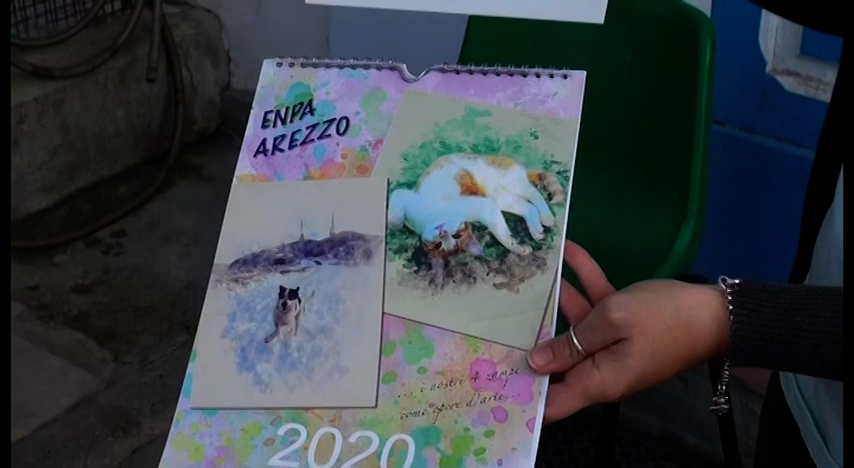 ENPA
AREZZO
...i nostri 4 zampe
come opere d'arte...
2020